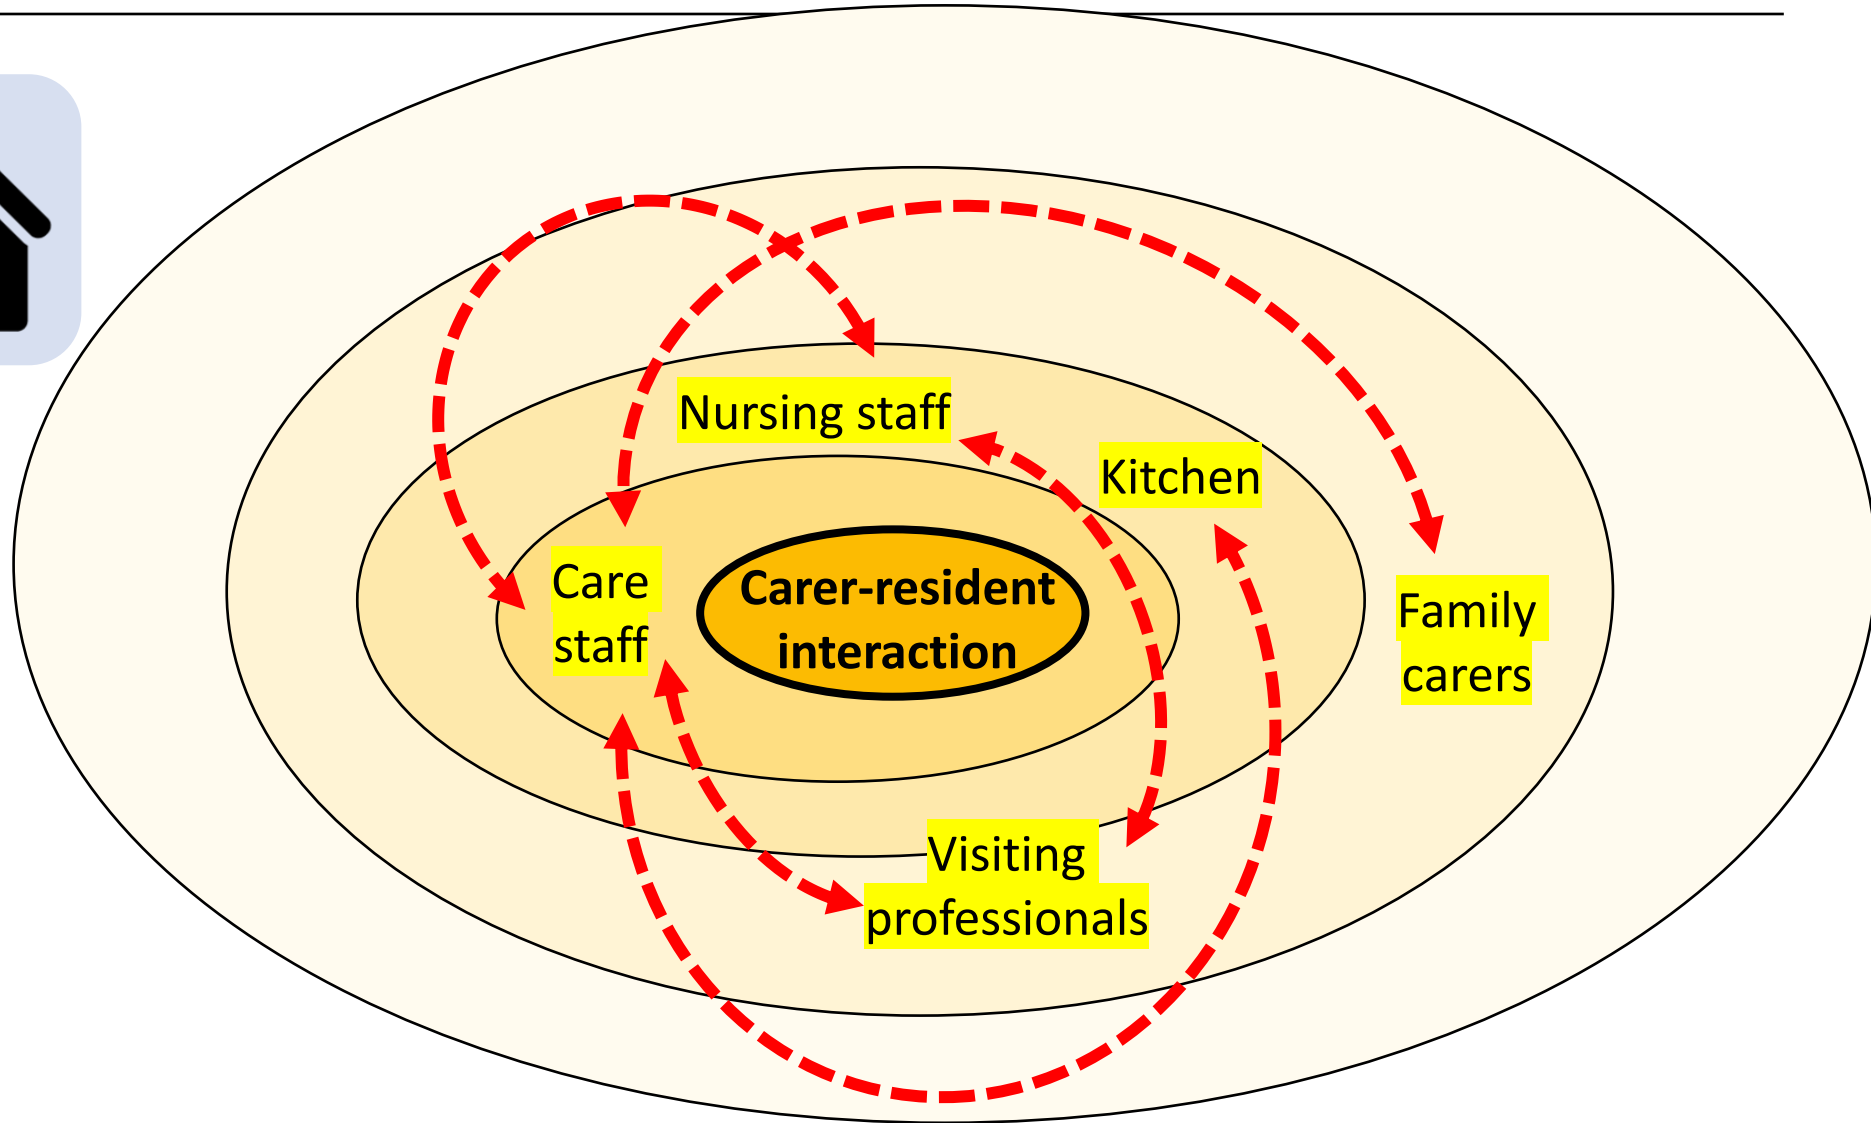 Nursing staff
Kitchen
Care
staff
Carer-resident
interaction
Family
carers
Visiting
professionals